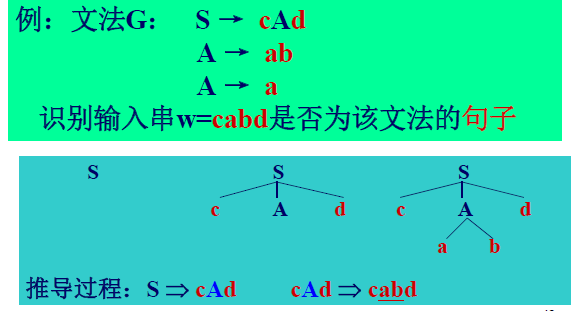 例：文法G： S → cAd
A → ab
A → a
识别输入串w=cabd是否为该文法的句子
S S S
c A d c A d
a b
推导过程：S ⇒ cAd cAd ⇒ cabd